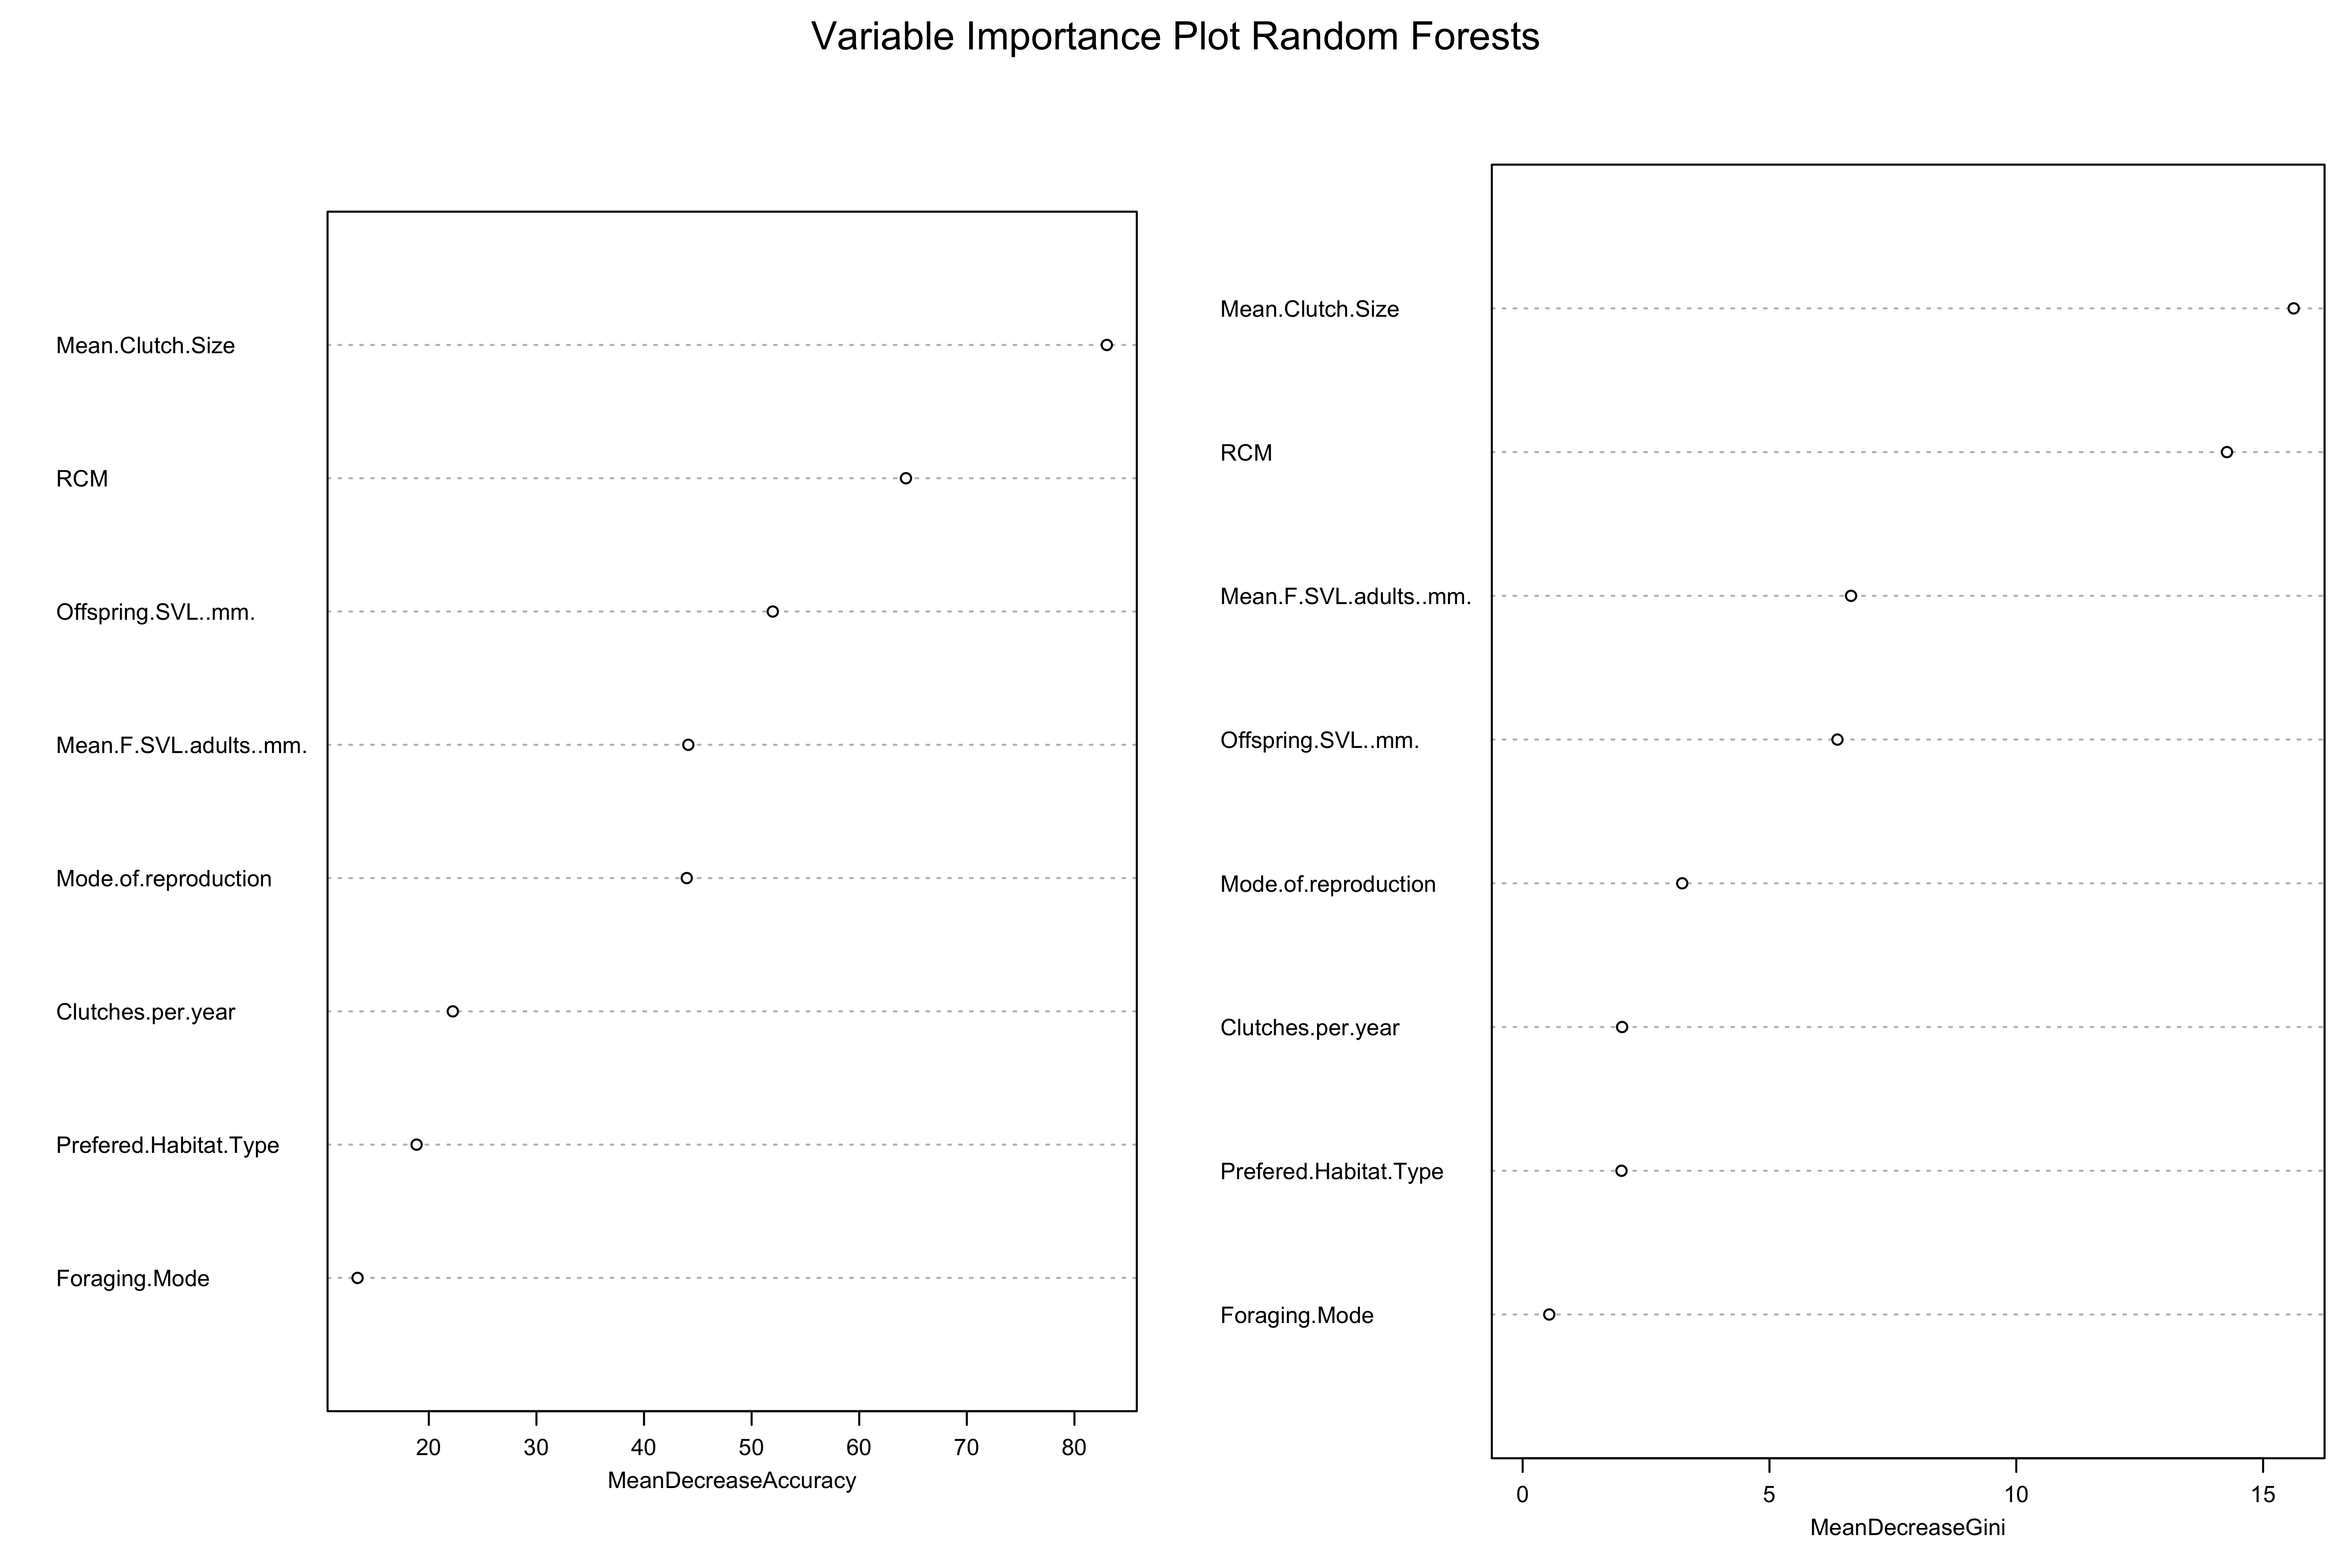 Variable Importance Plot Random Forests
Mean.Clutch.Size
RCM
Offspring.SVL..mm.
Mean.F.SVL.adults..mm.
Mode.of.reproduction
Clutches.per.year
Prefered.Habitat.Type
Foraging.Mode
20 30 40 50 60 70 80
MeanDecreaseAccuracy
Mean.Clutch.Size
RCM
Mean.F.SVL.adults..mm.
Offspring.SVL..mm.
Mode.of.reproduction
Clutches.per.year
Prefered.Habitat.Type
Foraging.Mode
0 5 10 15
MeanDecreaseGini